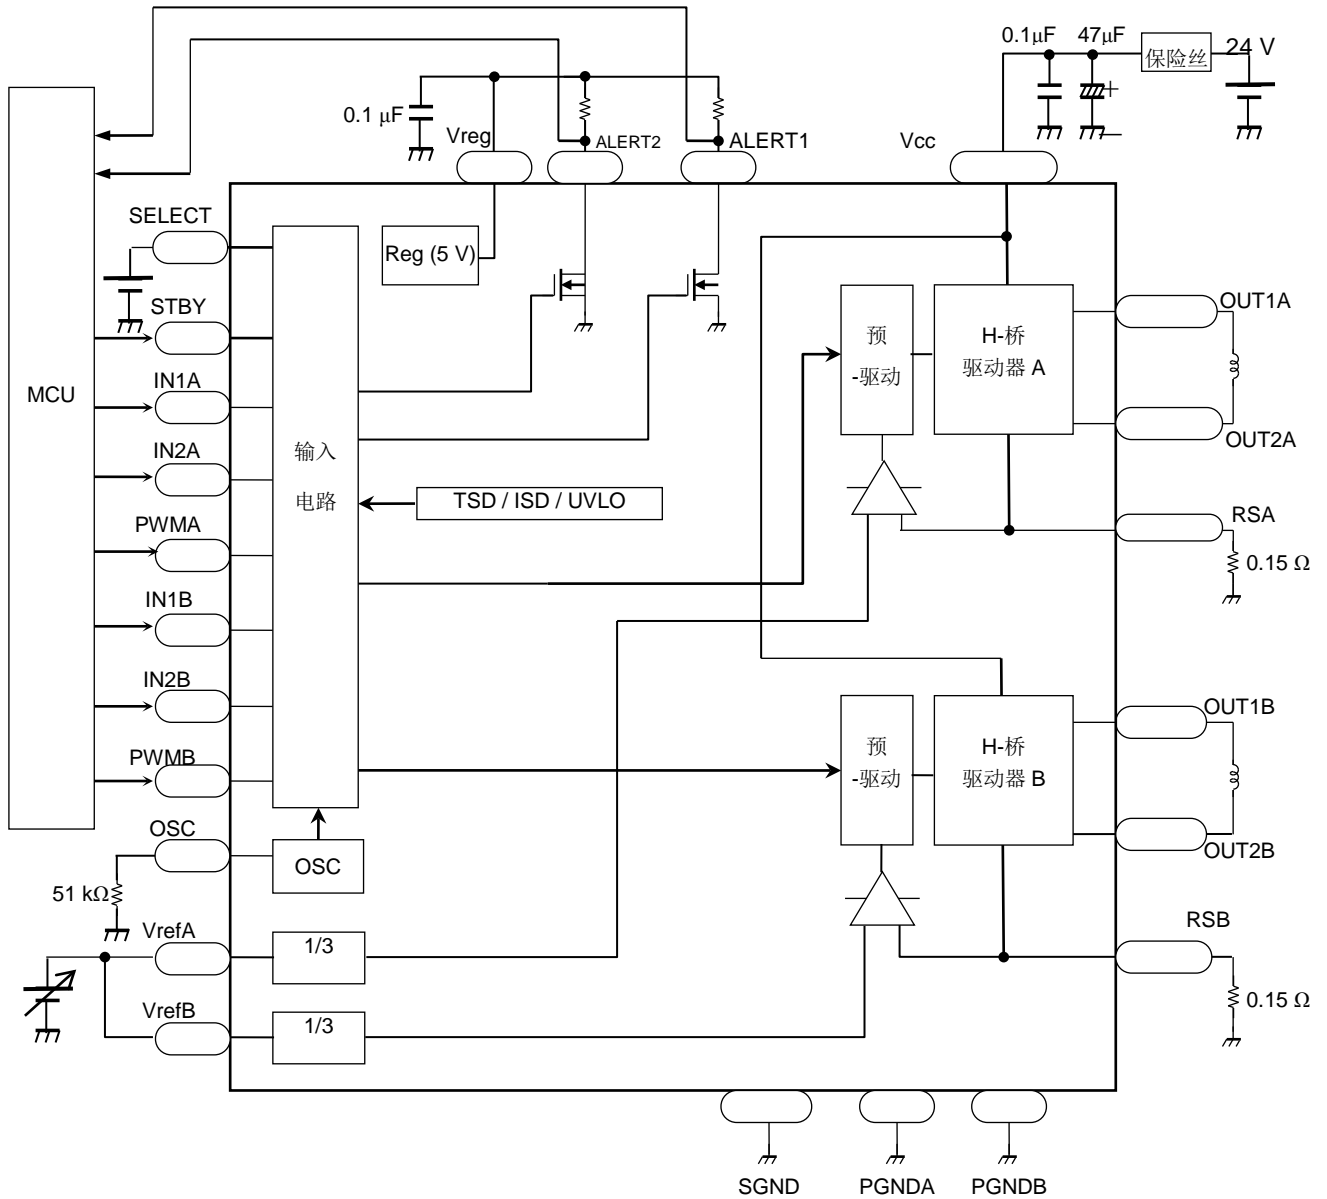 0.1μF
47μF
24 V
保险丝
0.1 μF
Vreg
ALERT2
ALERT1
Vcc
SELECT
Reg (5 V)
STBY
OUT1A
MCU
IN1A
预
-驱动
H-桥
驱动器 A
IN2A
输入
电路
OUT2A
TSD / ISD / UVLO
PWMA
RSA
0.15 Ω
IN1B
IN2B
OUT1B
PWMB
预
-驱动
H-桥
驱动器 B
OSC
OSC
OUT2B
51 kΩ
VrefA
1/3
RSB
VrefB
1/3
0.15 Ω
SGND
PGNDA
PGNDB